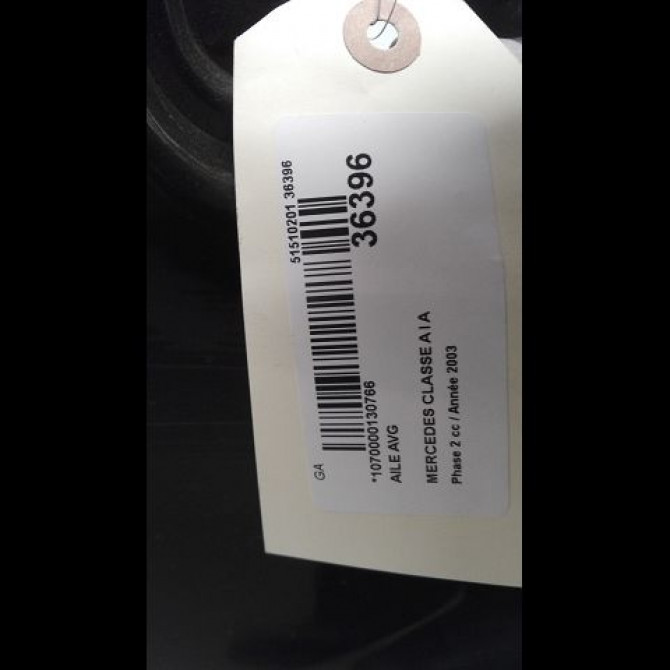 GA
51510201 36396
*1070000130766
36396
AILE AVG
MERCEDES CLASSE A I A
Phase 2 cc / Année 2003